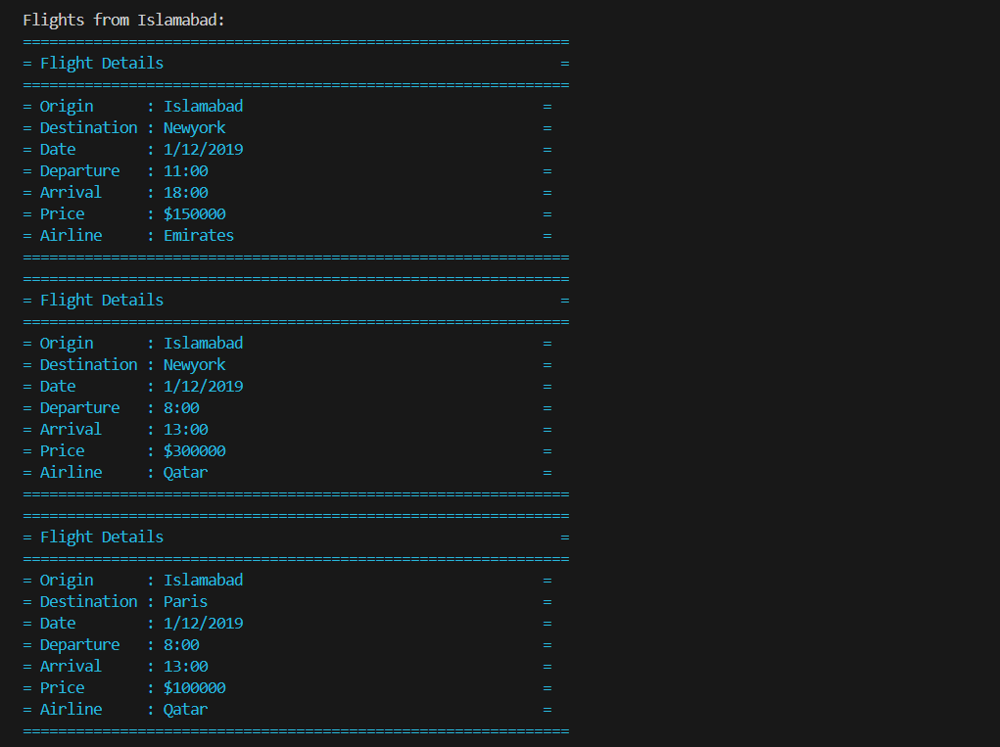 Flights from Islamabad:
==============================================================
= Flight Details                                             =
==============================================================
= Origin      : Islamabad                                  =
= Destination : Newyork                                    =
= Date        : 1/12/2019                                  =
= Departure   : 11:00                                      =
= Arrival     : 18:00                                      =
= Price       : $150000                                    =
= Airline     : Emirates                                   =
==============================================================
==============================================================
= Flight Details                                             =
==============================================================
= Origin      : Islamabad                                  =
= Destination : Newyork                                    =
= Date        : 1/12/2019                                  =
= Departure   : 8:00                                       =
= Arrival     : 13:00                                      =
= Price       : $300000                                    =
= Airline     : Qatar                                      =
==============================================================
==============================================================
= Flight Details                                             =
==============================================================
= Origin      : Islamabad                                  =
= Destination : Paris                                      =
= Date        : 1/12/2019                                  =
= Departure   : 8:00                                       =
= Arrival     : 13:00                                      =
= Price       : $100000                                    =
= Airline     : Qatar                                      =
==============================================================